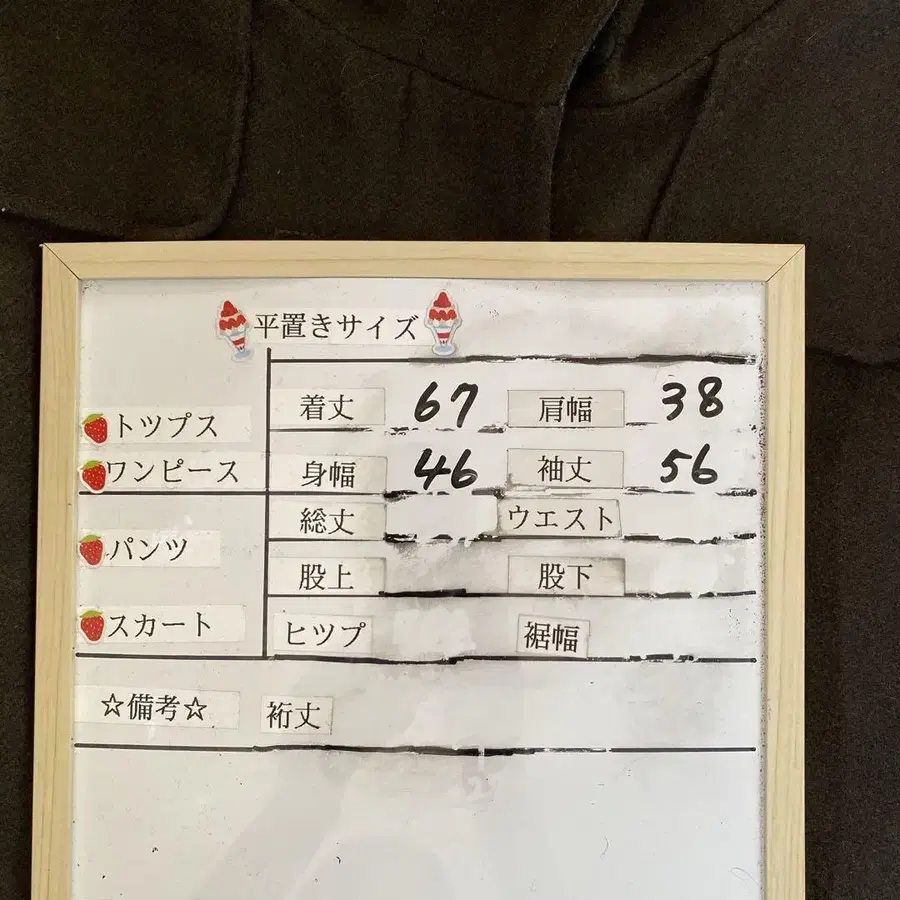 平置きサイズ
トップス
ワンピース
着丈 67 肩幅 38
身幅 46 袖丈 56
パンツ
総丈 ウエスト
股上 股下
スカート
ヒップ 裾幅
☆備考☆ 裄丈